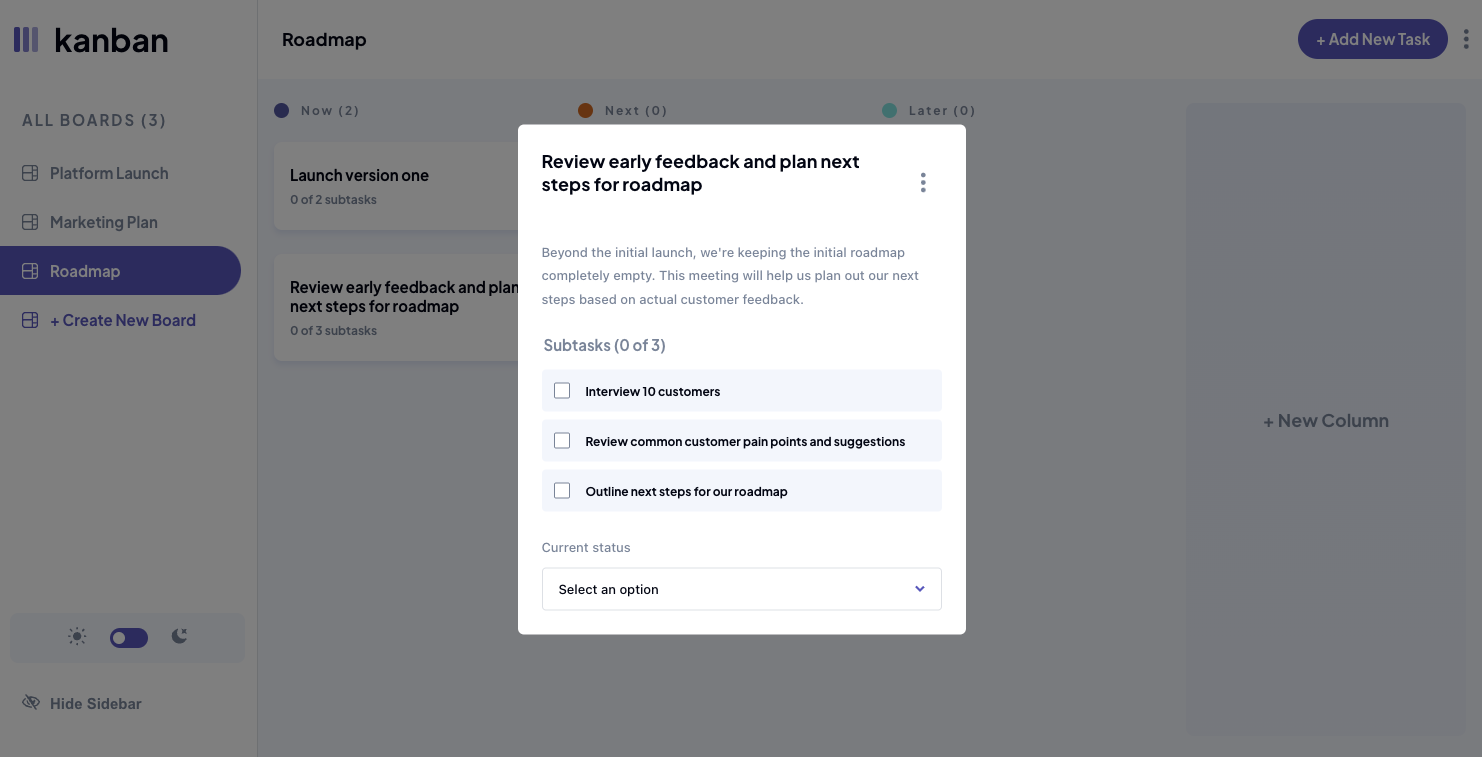 kanban
ALL BOARDS (3)
Platform Launch
Marketing Plan
Roadmap
+ Create New Board
Hide Sidebar
Roadmap
+ Add New Task
Now (2)
Launch version one
0 of 2 subtasks
Review early feedback and plan
next steps for roadmap
0 of 3 subtasks
Next (0)
Later (0)
+ New Column
Review early feedback and plan next
steps for roadmap
Beyond the initial launch, we're keeping the initial roadmap
completely empty. This meeting will help us plan out our next
steps based on actual customer feedback.
Subtasks (0 of 3)
Interview 10 customers
Review common customer pain points and suggestions
Outline next steps for our roadmap
Current status
Select an option